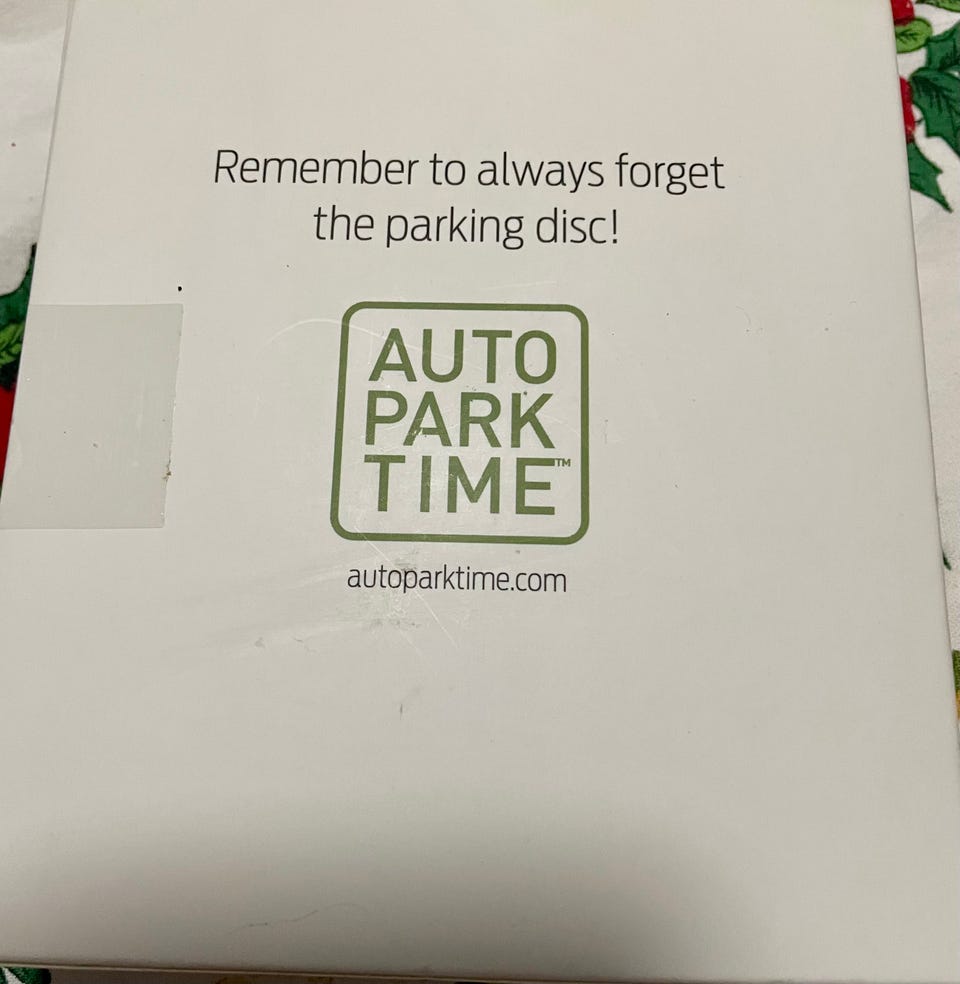 Remember to always forget
the parking disc!
AUTO
PARK
TIME™
autoparktime.com